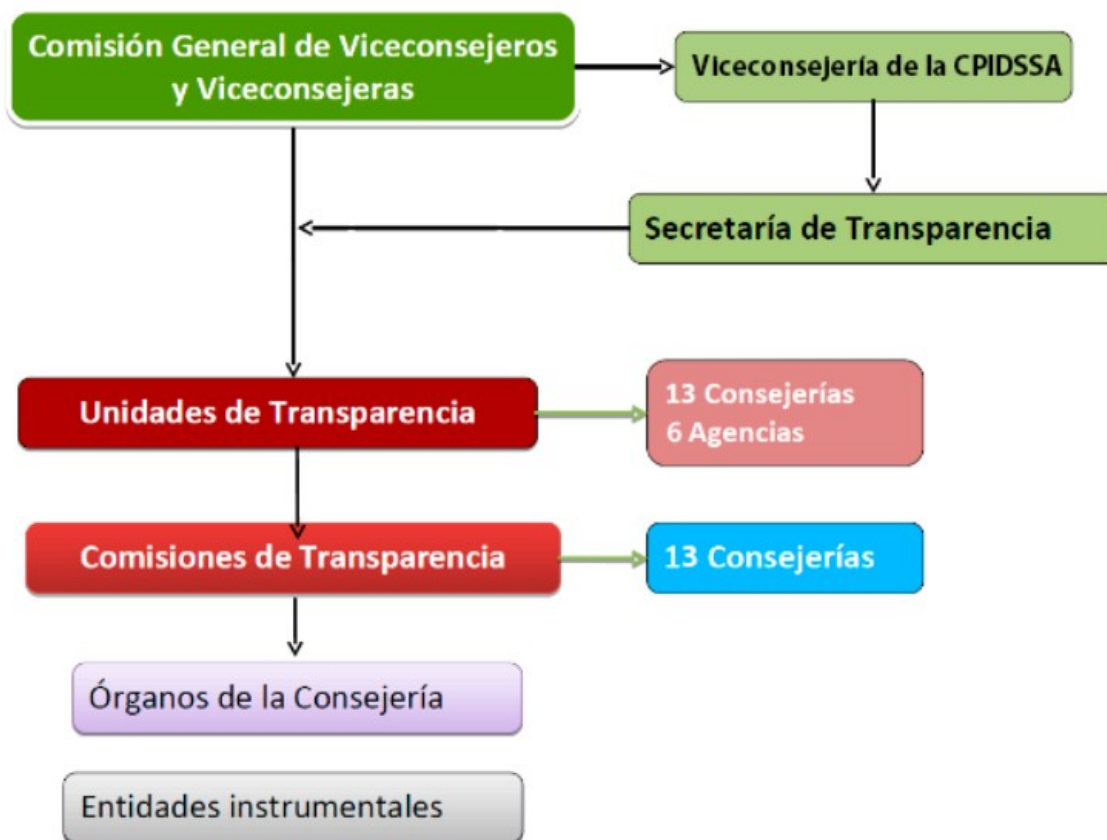 Comisión General de Viceconsejeros
y Viceconsejeras
Viceconsejería de la CPIDSSA
Secretaría de Transparencia
Unidades de Transparencia
13 Consejerías
6 Agencias
Comisiones de Transparencia
13 Consejerías
Órganos de la Consejería
Entidades instrumentales